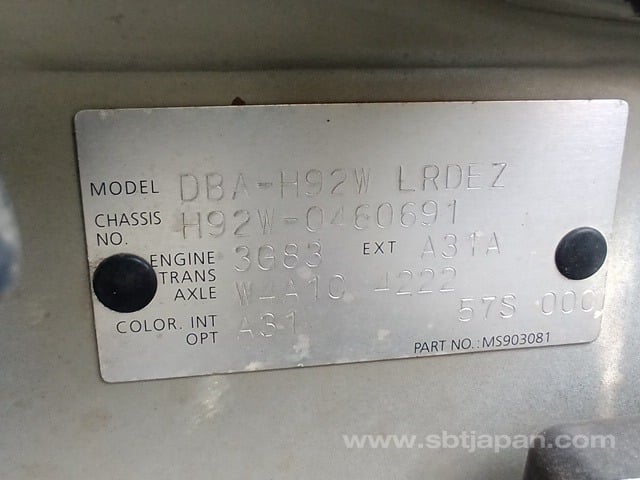 MODEL DBA-H92W LRDEZ
CHASSIS NO. H92W-0460691
ENGINE 3G83 EXT A31A
TRANS AXLE W4A1C 4222
57S 000
COLOR. INT A31
OPT
PART NO.:MS903081
www.sbtjapan.com